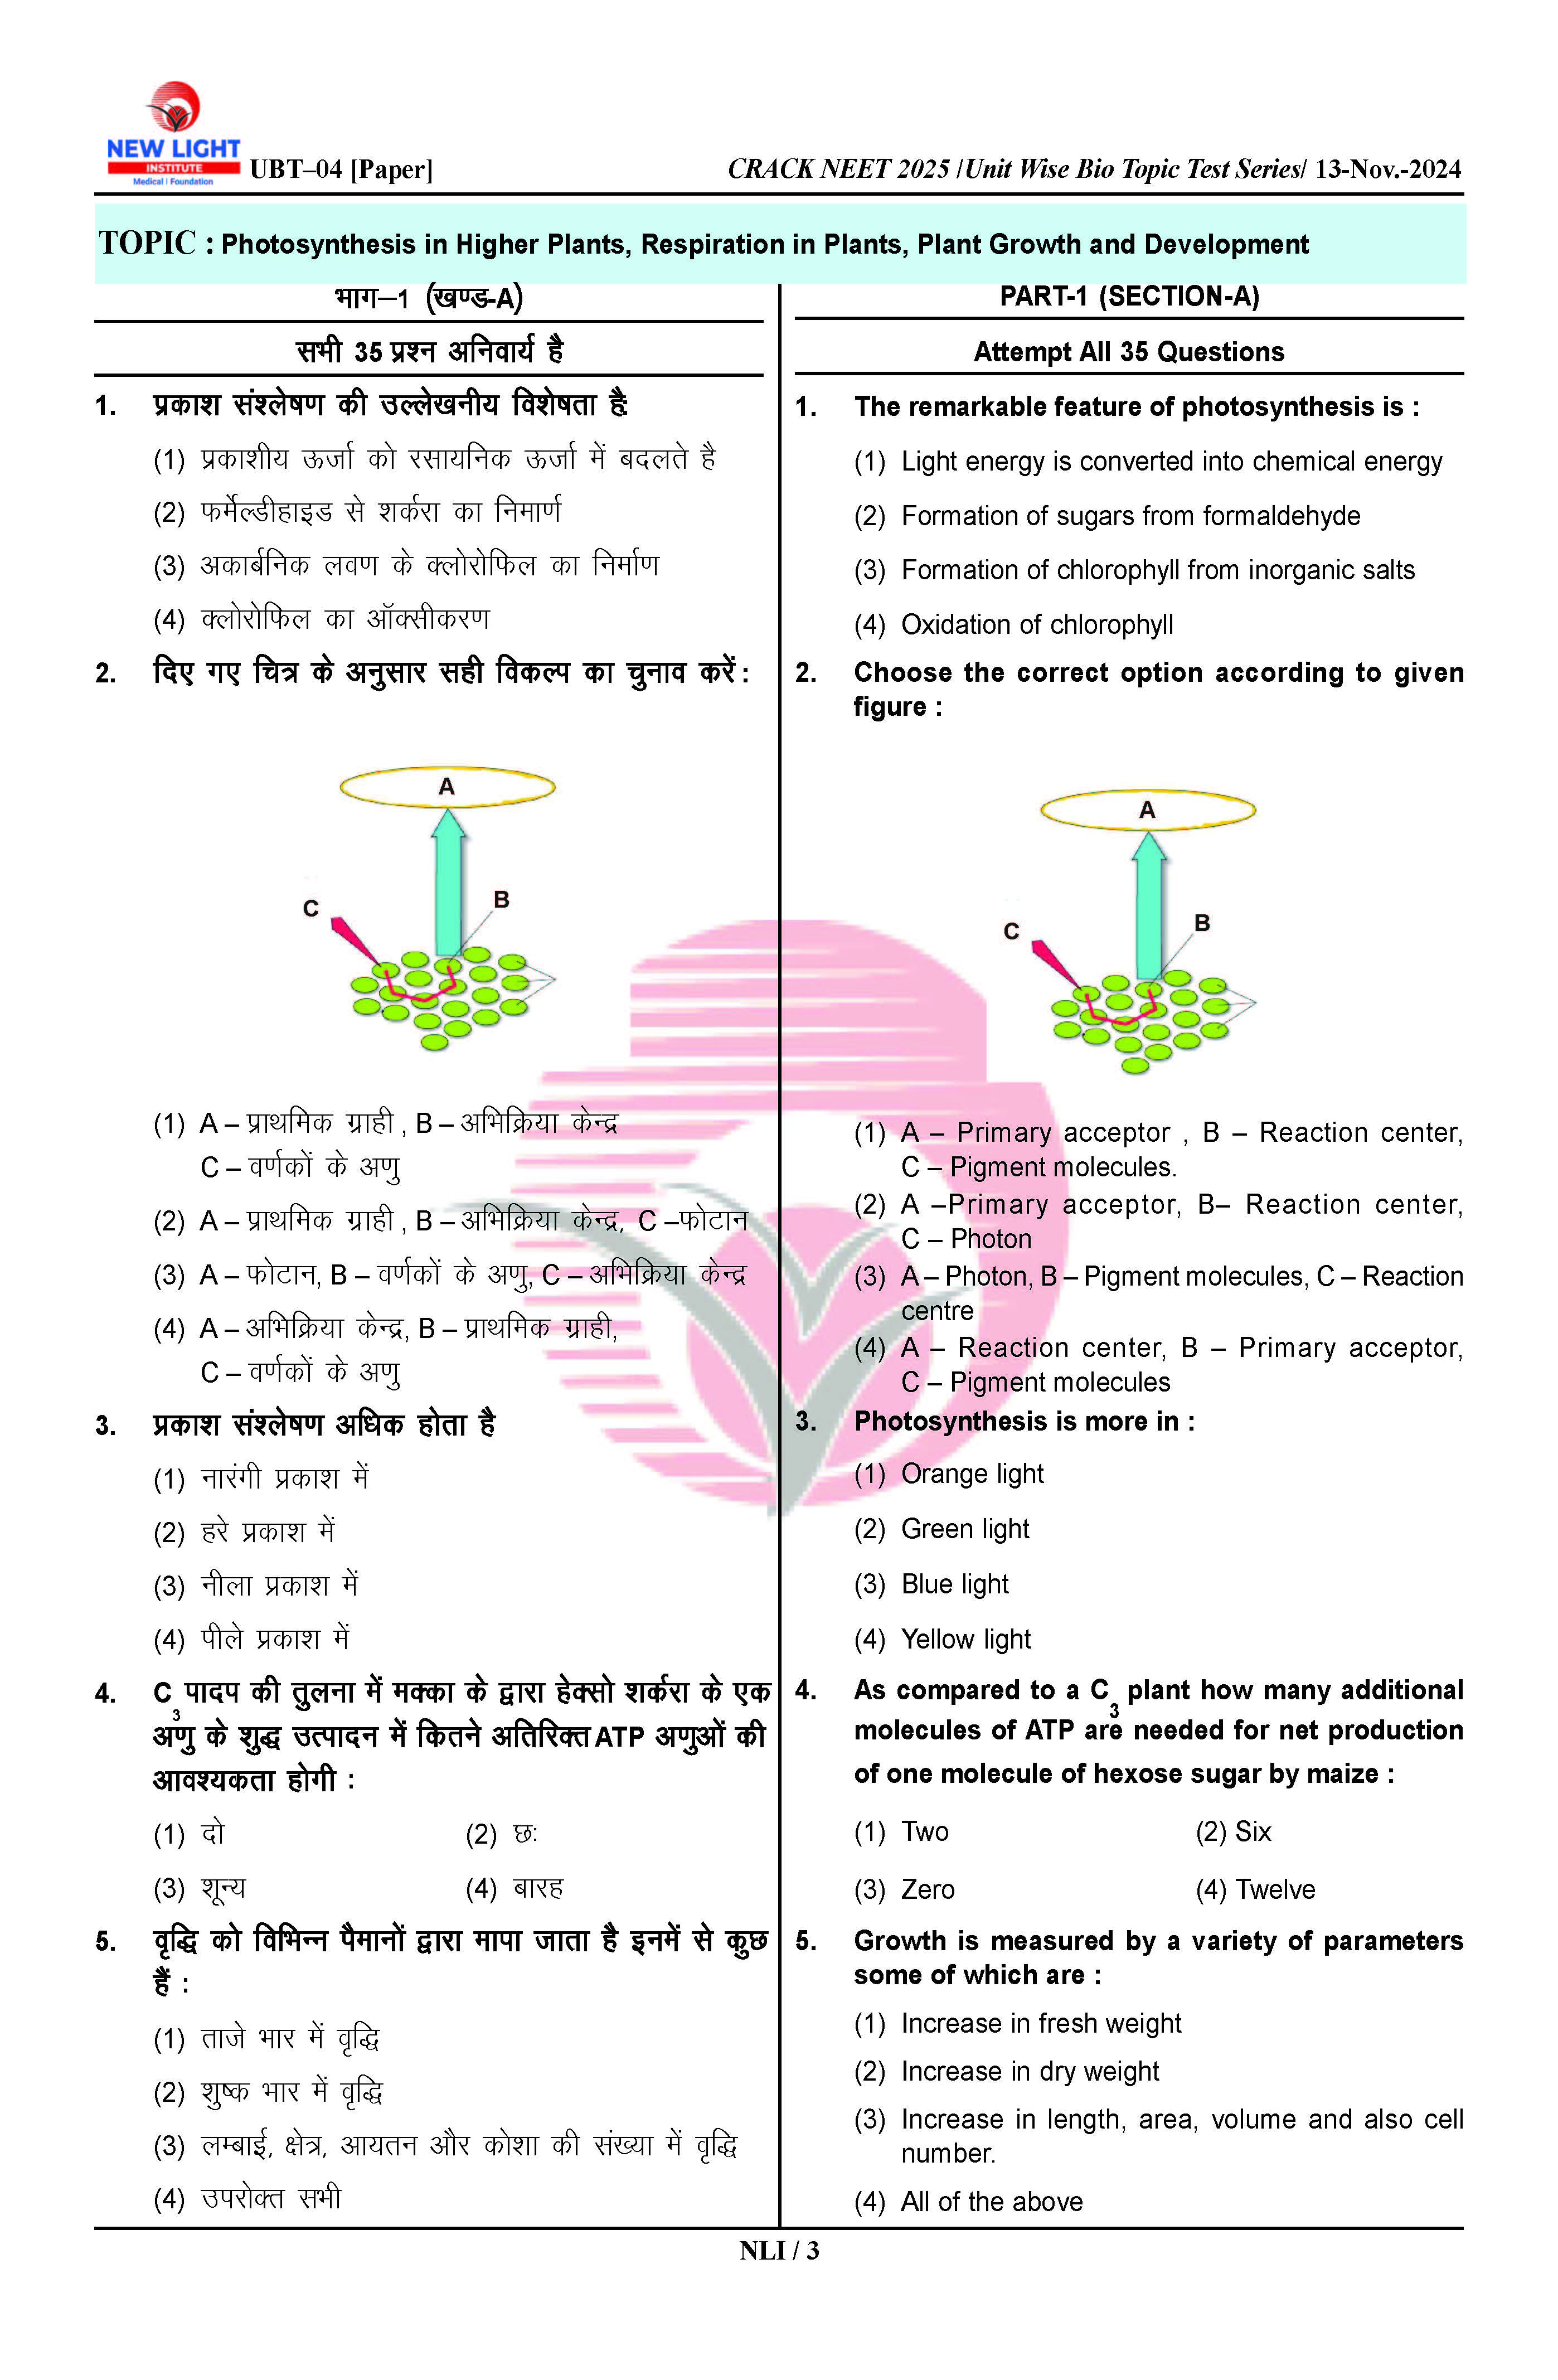 NEW LIGHT
INSTITUTE
Medical | Foundation
UBT–04 [Paper]
CRACK NEET 2025 /Unit Wise Bio Topic Test Series/ 13-Nov.-2024
TOPIC : Photosynthesis in Higher Plants, Respiration in Plants, Plant Growth and Development
भाग–1 (खण्ड-A)
सभी 35 प्रश्न अनिवार्य है
1. प्रकाश संश्लेषण की उल्लेखनीय विशेषता है:
(1) प्रकाशीय ऊर्जा को रसायनिक ऊर्जा में बदलते है
(2) फर्मेल्डीहाइड से शर्करा का निमार्ण
(3) अकार्बनिक लवण के क्लोरोफिल का निर्माण
(4) क्लोरोफिल का ऑक्सीकरण
2. दिए गए चित्र के अनुसार सही विकल्प का चुनाव करें :
A
B
C
(1) A – प्राथमिक ग्राही , B – अभिक्रिया केन्द्र
C – वर्णकों के अणु
(2) A – प्राथमिक ग्राही , B – अभिक्रिया केन्द्र, C –फोटान
(3) A – फोटान, B – वर्णकों के अणु, C – अभिक्रिया केन्द्र
(4) A – अभिक्रिया केन्द्र, B – प्राथमिक ग्राही,
C – वर्णकों के अणु
3. प्रकाश संश्लेषण अधिक होता है
(1) नारंगी प्रकाश में
(2) हरे प्रकाश में
(3) नीला प्रकाश में
(4) पीले प्रकाश में
4. C3 पादप की तुलना में मक्का के द्वारा हेक्सो शर्करा के एक
अणु के शुद्ध उत्पादन में कितने अतिरिक्त ATP अणुओं की
आवश्यकता होगी :
(1) दो (2) छः
(3) शून्य (4) बारह
5. वृद्धि को विभिन्न पैमानों द्वारा मापा जाता है इनमें से कुछ
हैं :
(1) ताजे भार में वृद्धि
(2) शुष्क भार में वृद्धि
(3) लम्बाई, क्षेत्र, आयतन और कोशा की संख्या में वृद्धि
(4) उपरोक्त सभी
PART-1 (SECTION-A)
Attempt All 35 Questions
1. The remarkable feature of photosynthesis is :
(1) Light energy is converted into chemical energy
(2) Formation of sugars from formaldehyde
(3) Formation of chlorophyll from inorganic salts
(4) Oxidation of chlorophyll
2. Choose the correct option according to given
figure :
A
B
C
(1) A – Primary acceptor , B – Reaction center,
C – Pigment molecules.
(2) A –Primary acceptor, B– Reaction center,
C – Photon
(3) A – Photon, B – Pigment molecules, C – Reaction
centre
(4) A – Reaction center, B – Primary acceptor,
C – Pigment molecules
3. Photosynthesis is more in :
(1) Orange light
(2) Green light
(3) Blue light
(4) Yellow light
4. As compared to a C3 plant how many additional
molecules of ATP are needed for net production
of one molecule of hexose sugar by maize :
(1) Two (2) Six
(3) Zero (4) Twelve
5. Growth is measured by a variety of parameters
some of which are :
(1) Increase in fresh weight
(2) Increase in dry weight
(3) Increase in length, area, volume and also cell
number.
(4) All of the above
NLI / 3